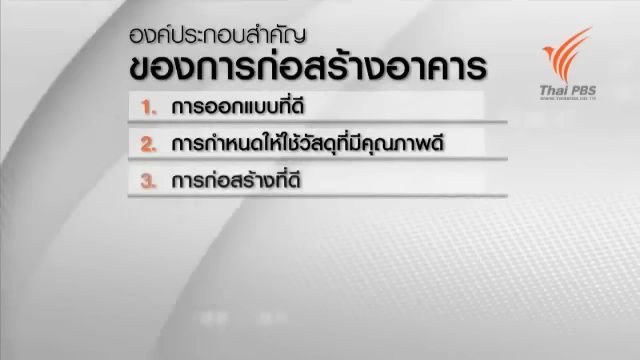 องค์ประกอบสำคัญ
ของการก่อสร้างอาคาร
1. การออกแบบที่ดี
2. การกำหนดให้ใช้วัสดุที่มีคุณภาพดี
3. การก่อสร้างที่ดี
Thai PBS